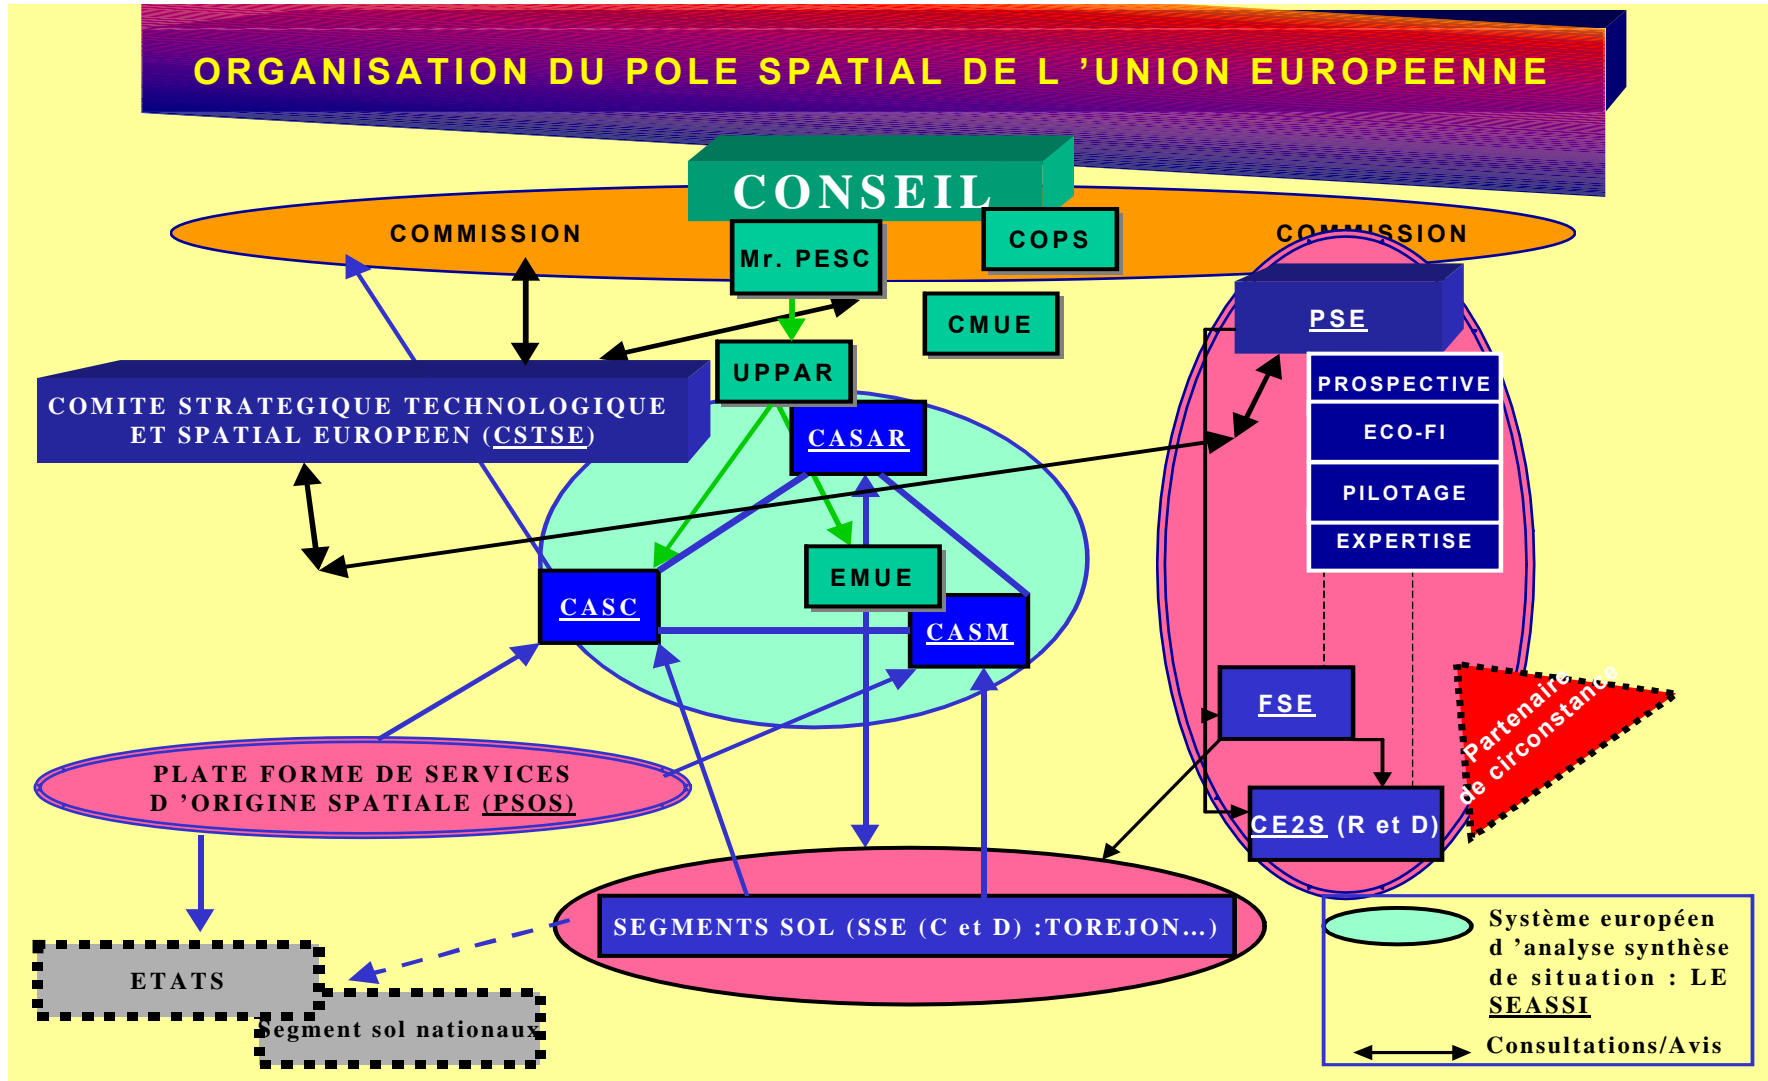 ORGANISATION DU POLE SPATIAL DE L ’UNION EUROPEENNE
CONSEIL
COMMISSION
COMMISSION
Mr. PESC
COPS
CMUE
UPPAR
PSE
PROSPECTIVE
ECO-FI
PILOTAGE
EXPERTISE
COMITE STRATEGIQUE TECHNOLOGIQUE
ET SPATIAL EUROPEEN (CSTSE)
CASAR
EMUE
CASC
CASM
FSE
CE2S (R et D)
Partenaire
de circonstance
PLATE FORME DE SERVICES
D ’ORIGINE SPATIALE (PSOS)
SEGMENTS SOL (SSE (C et D) :TOREJON...)
ETATS
Segment sol nationaux
Système européen
d ’analyse synthèse
de situation : LE
SEASSI
Consultations/Avis